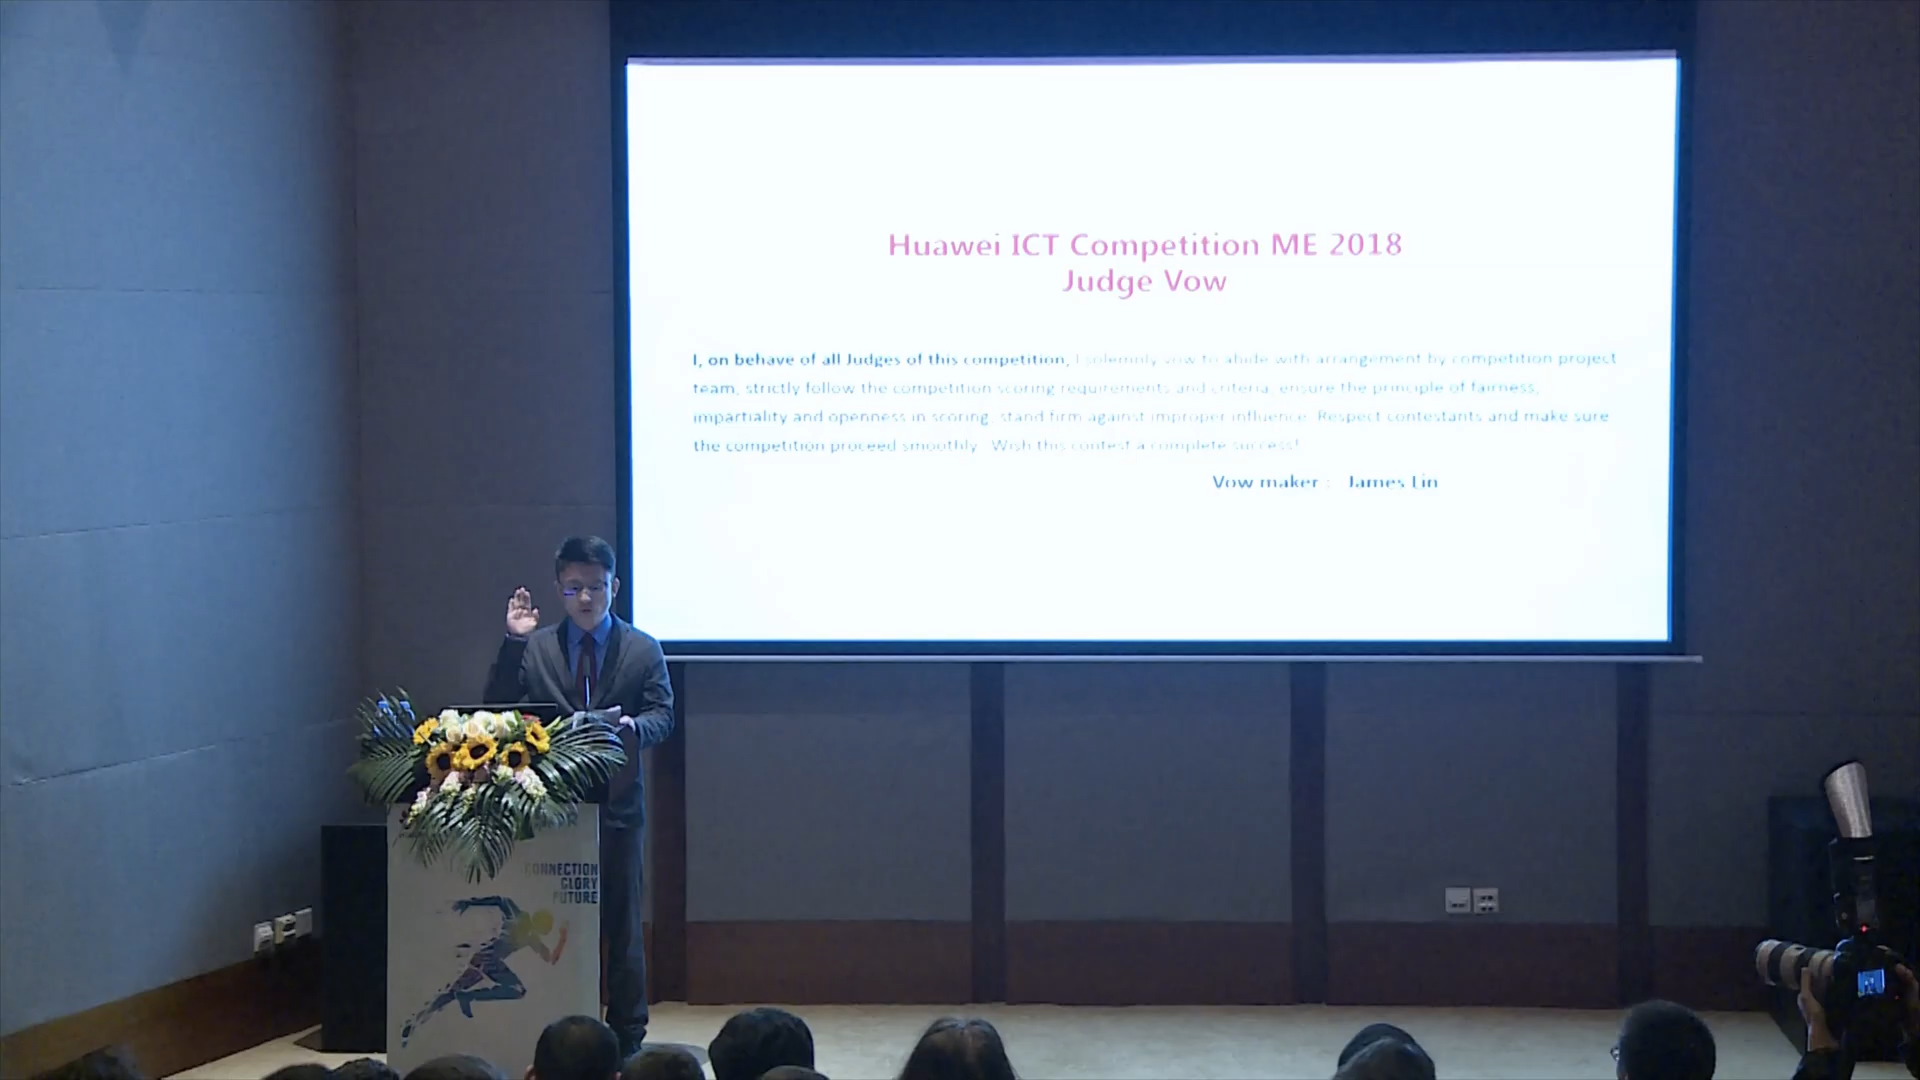 Huawei ICT Competition ME 2018
Judge Vow
I, on behave of all Judges of this competition, I solemnly vow to abide with arrangement by competition project
team, strictly follow the competition scoring requirements and criteria, ensure the principle of fairness,
impartiality and openness in scoring, stand firm against improper influence. Respect contestants and make sure
the competition proceed smoothly. Wish this contest a complete success!
Vow maker : James Lin
CONNECTION
GLORY
FUTURE